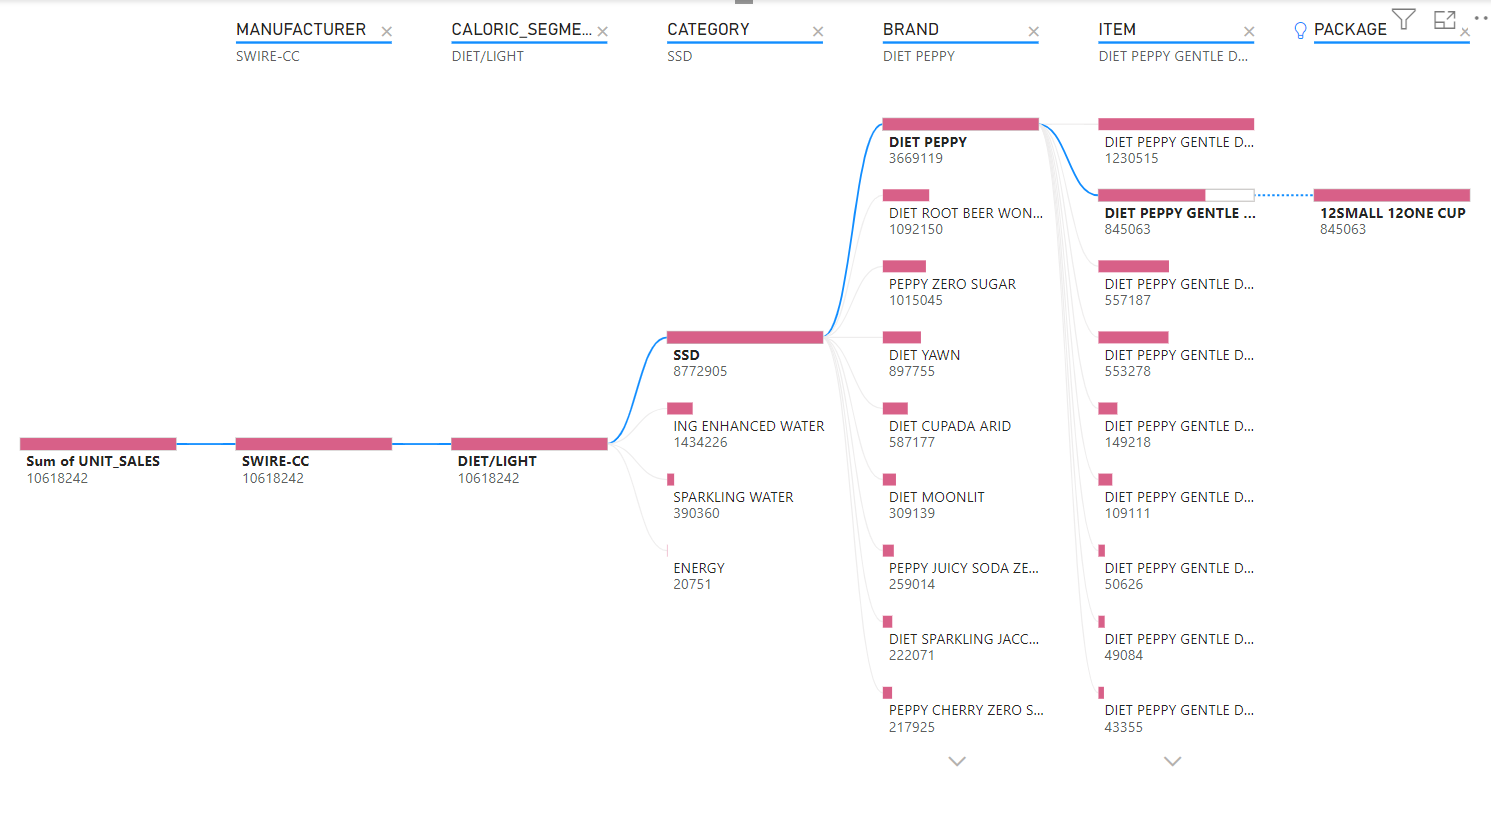 MANUFACTURER
SWIRE-CC
CALORIC_SEGME...
DIET/LIGHT
CATEGORY
SSD
BRAND
DIET PEPPY
ITEM
DIET PEPPY GENTLE D...
PACKAGE
Sum of UNIT_SALES
10618242
SWIRE-CC
10618242
DIET/LIGHT
10618242
SSD
8772905
ING ENHANCED WATER
1434226
SPARKLING WATER
390360
ENERGY
20751
DIET PEPPY
3669119
DIET ROOT BEER WON...
1092150
PEPPY ZERO SUGAR
1015045
DIET YAWN
897755
DIET CUPADA ARID
587177
DIET MOONLIT
309139
PEPPY JUICY SODA ZE...
259014
DIET SPARKLING JACC...
222071
PEPPY CHERRY ZERO S...
217925
DIET PEPPY GENTLE D...
1230515
DIET PEPPY GENTLE ...
845063
DIET PEPPY GENTLE D...
557187
DIET PEPPY GENTLE D...
553278
DIET PEPPY GENTLE D...
149218
DIET PEPPY GENTLE D...
109111
DIET PEPPY GENTLE D...
50626
DIET PEPPY GENTLE D...
49084
DIET PEPPY GENTLE D...
43355
12SMALL 12ONE CUP
845063